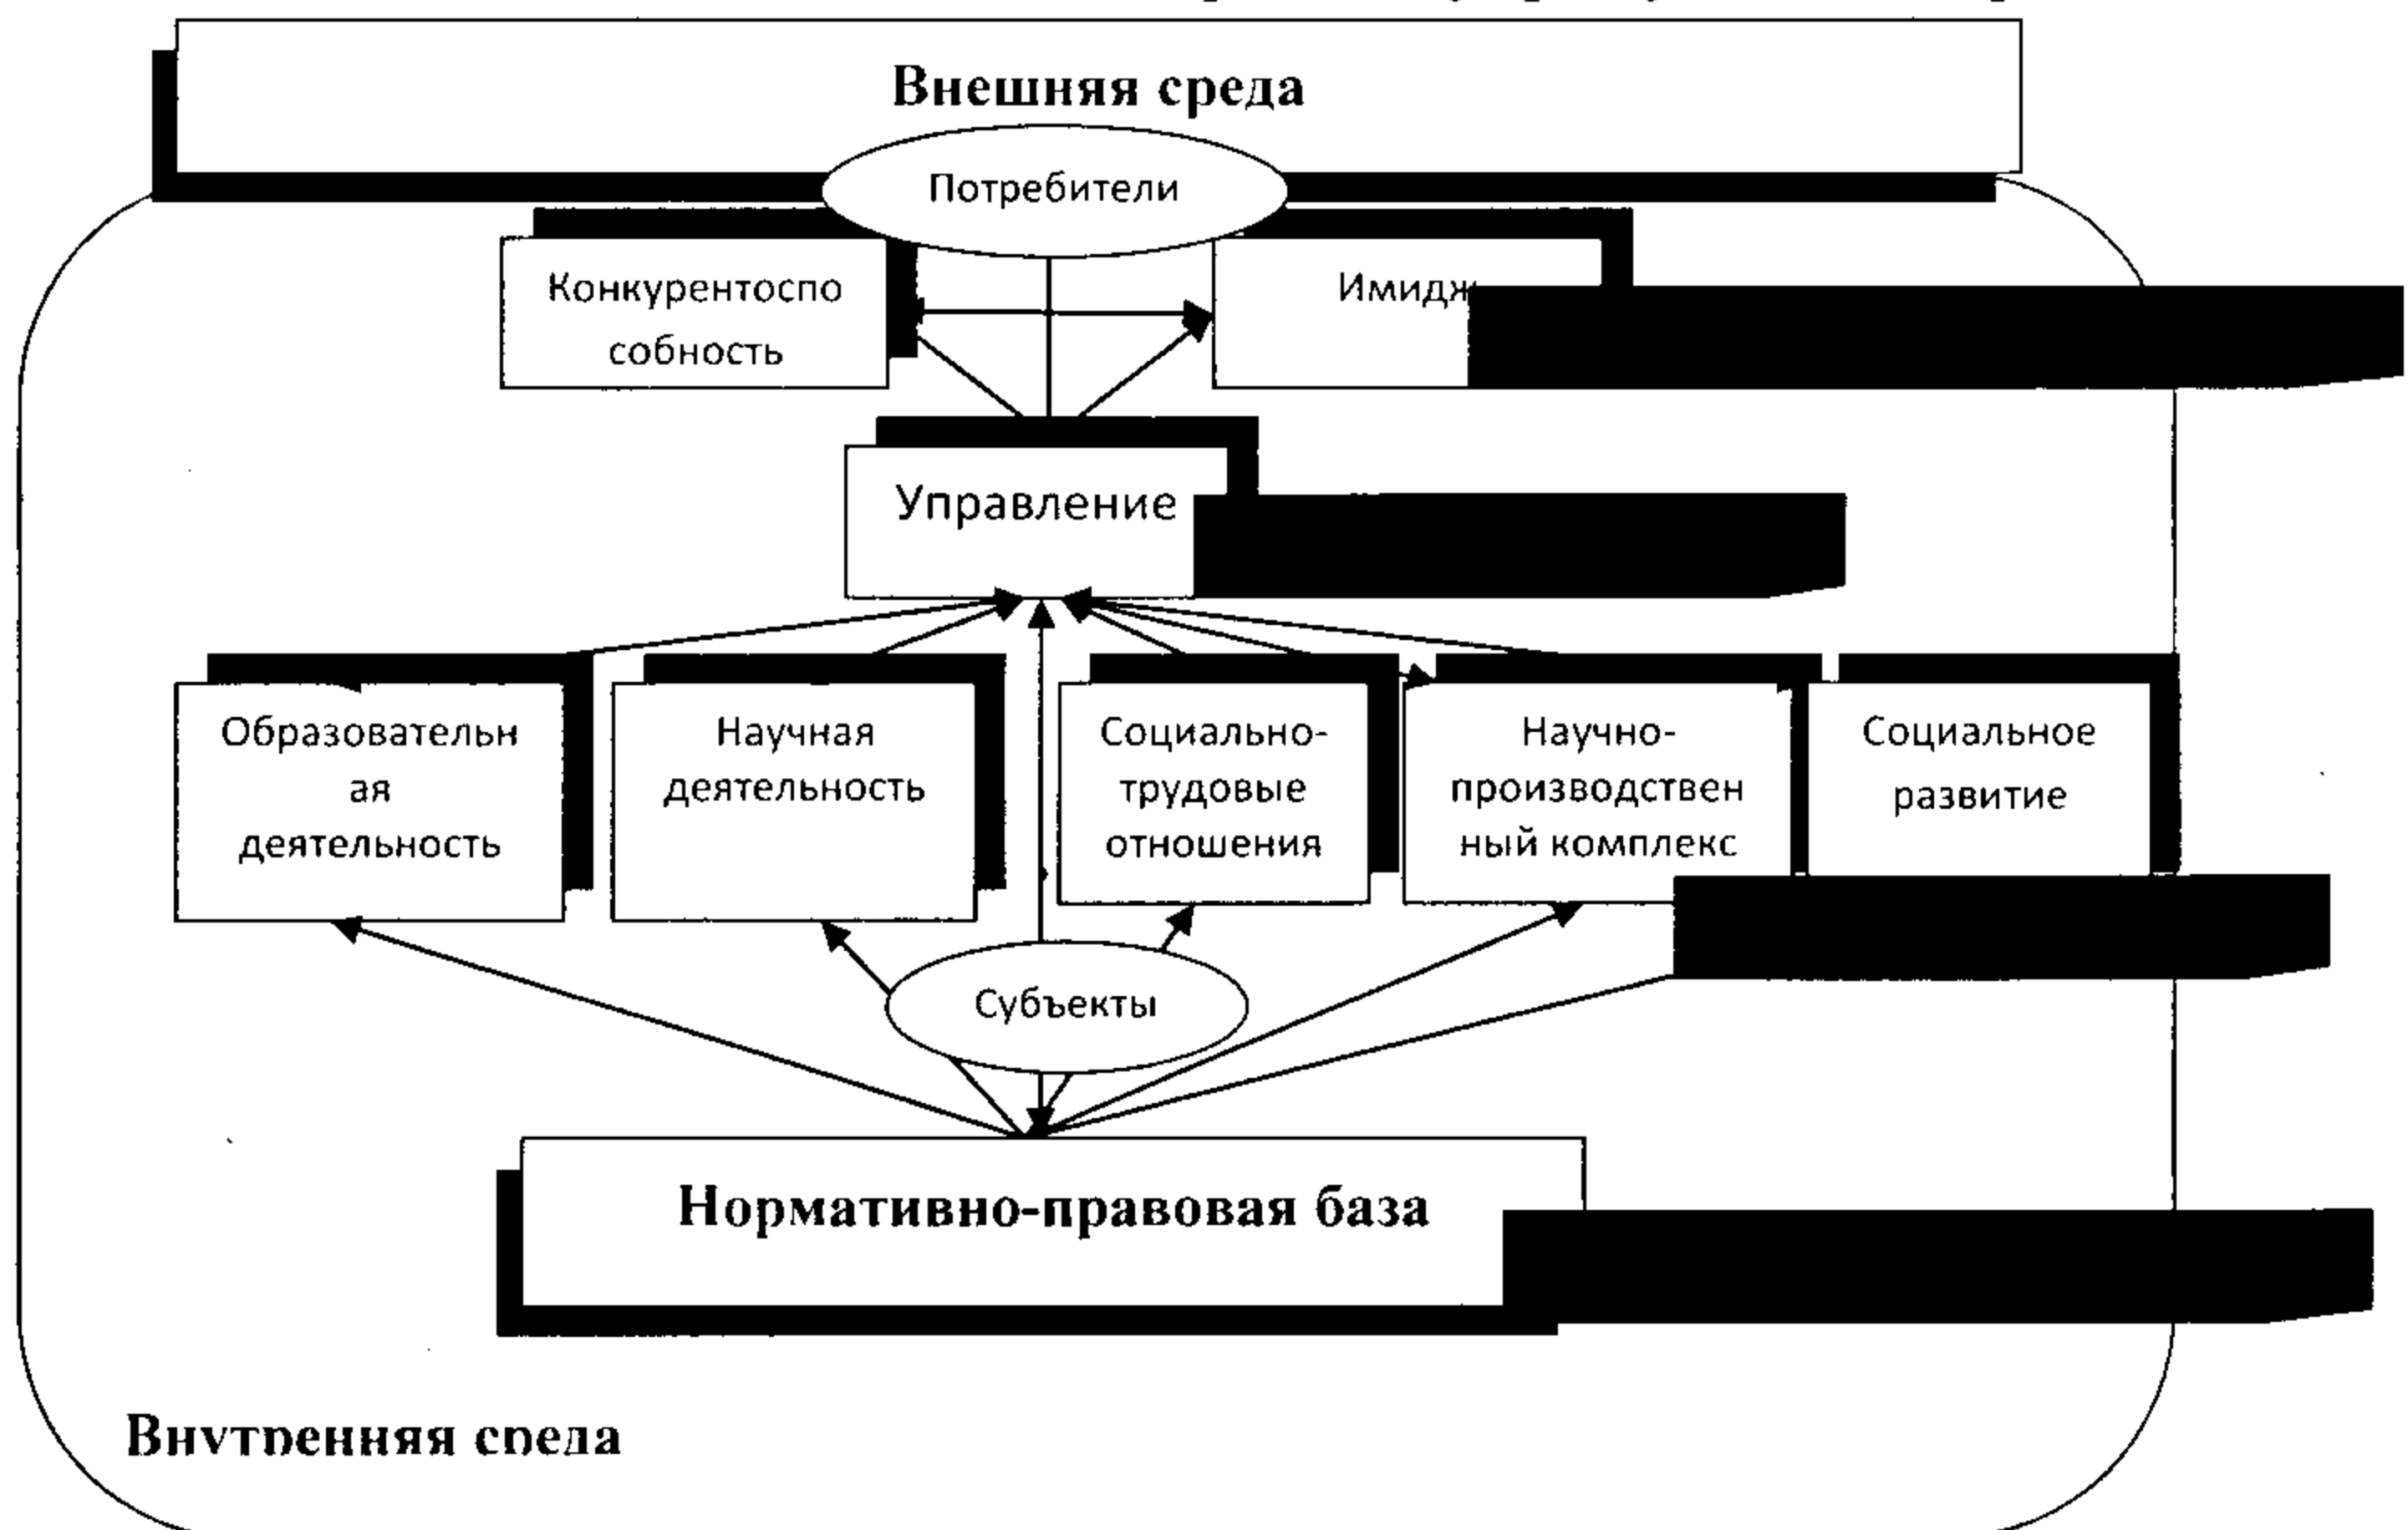 Внешняя среда
Потребители
Конкурентоспо
собность
Имидж
Управление
Образовательн
ая
деятельность
Научная
деятельность
Социально-
трудовые
отношения
Научно-
производствен
ный комплекс
Социальное
развитие
Субъекты
Нормативно-правовая база
Внутренняя среда